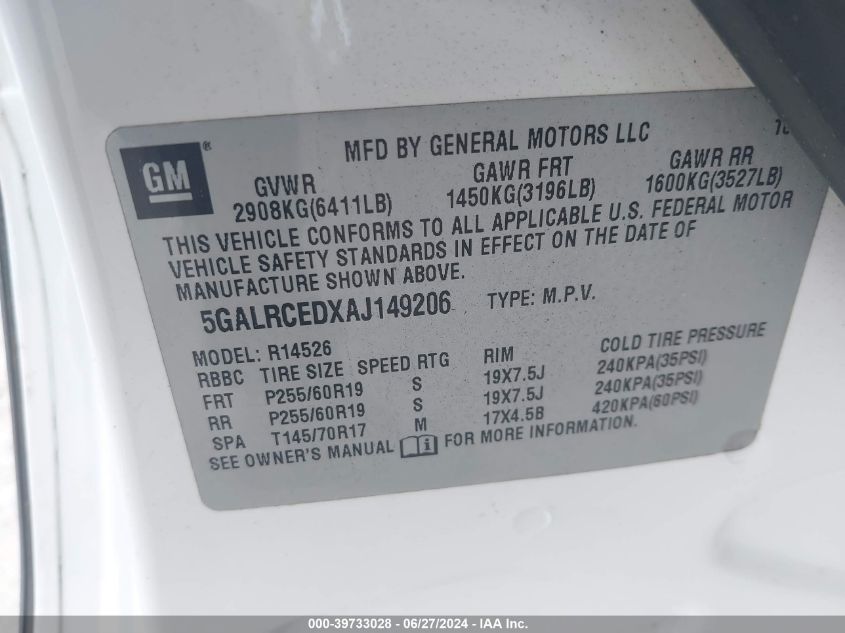 GM® MFD BY GENERAL MOTORS LLC
GVWR GAWR FRT GAWR RR
2908KG(6411LB) 1450KG(3196LB) 1600KG(3527LB)
THIS VEHICLE CONFORMS TO ALL APPLICABLE U.S. FEDERAL MOTOR
VEHICLE SAFETY STANDARDS IN EFFECT ON THE DATE OF
MANUFACTURE SHOWN ABOVE.
5GALRCEDXAJ149206 TYPE: M.P.V.
MODEL: R14526
RBBC TIRE SIZE SPEED RTG RIM COLD TIRE PRESSURE
FRT P255/60R19 S 19X7.5J 240KPA(35PSI)
RR P255/60R19 S 19X7.5J 240KPA(35PSI)
SPA T145/70R17 M 17X4.5B 420KPA(60PSI)
SEE OWNER'S MANUAL i FOR MORE INFORMATION.
000-39733028 - 06/27/2024 - IAA, Inc.